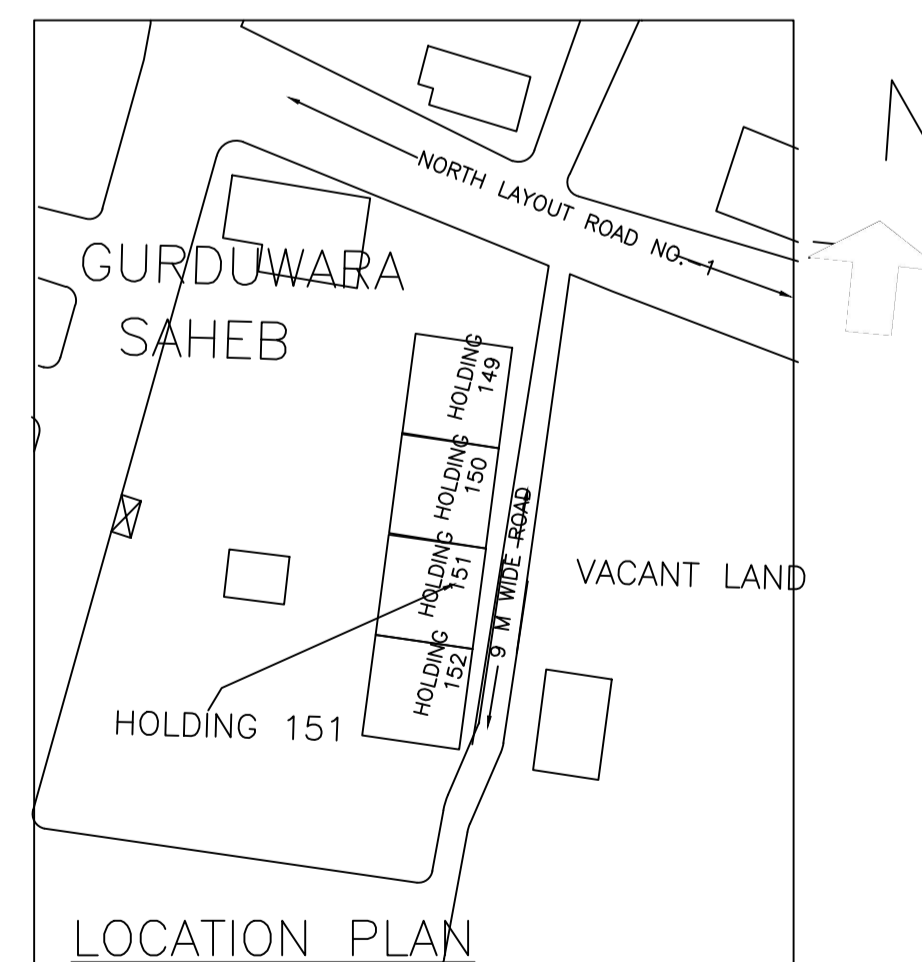 N
NORTH LAYOUT ROAD NO.-1
GURDUWARA
SAHEB
HOLDING
149
HOLDING
150
HOLDING
151
HOLDING
152
9 M WIDE ROAD
VACANT LAND
HOLDING 151
LOCATION PLAN